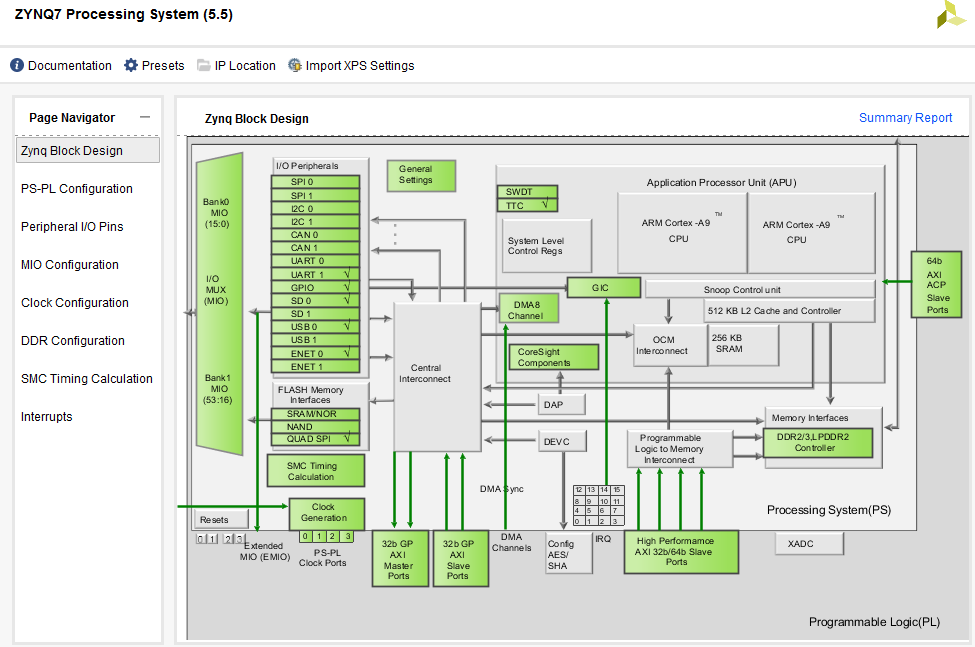 ZYNQ7 Processing System (5.5)
Documentation Presets IP Location Import XPS Settings
Page Navigator —
Zynq Block Design
PS-PL Configuration
Peripheral I/O Pins
MIO Configuration
Clock Configuration
DDR Configuration
SMC Timing Calculation
Interrupts
Zynq Block Design
Summary Report
Bank0
MIO
(15:0)
I/O
MUX
(MIO)
Bank1
MIO
(53:16)
I/O Peripherals
SPI 0
SPI 1
I2C 0
I2C 1
CAN 0
CAN 1
UART 0
UART 1 √
GPIO √
SD 0 √
SD 1
USB 0 √
USB 1
ENET 0 √
ENET 1
FLASH Memory
Interfaces
SRAM/NOR
NAND
QUAD SPI √
SMC Timing
Calculation
General
Settings
Application Processor Unit (APU)
SWDT
TTC √
System Level
Control Regs
ARM Cortex -A9 ™
CPU
ARM Cortex -A9 ™
CPU
GIC
Snoop Control unit
DMA8
Channel
512 KB L2 Cache and Controller
OCM
Interconnect
256 KB
SRAM
CoreSight
Components
Central
Interconnect
DAP
DEVC
Programmable
Logic to Memory
Interconnect
Memory Interfaces
DDR2/3,LPDDR2
Controller
64b
AXI
ACP
Slave
Ports
DMA Sync
12 13 14 15
8 9 10 11
4 5 6 7
0 1 2 3
Processing System(PS)
Resets
0 1 2 3
Clock
Generation
0 1 2 3
Extended
MIO (EMIO)
PS-PL
Clock Ports
32b GP
AXI
Master
Ports
32b GP
AXI
Slave
Ports
DMA
Channels
Config
AES/
SHA
IRQ
High Performance
AXI 32b/64b Slave
Ports
XADC
Programmable Logic(PL)